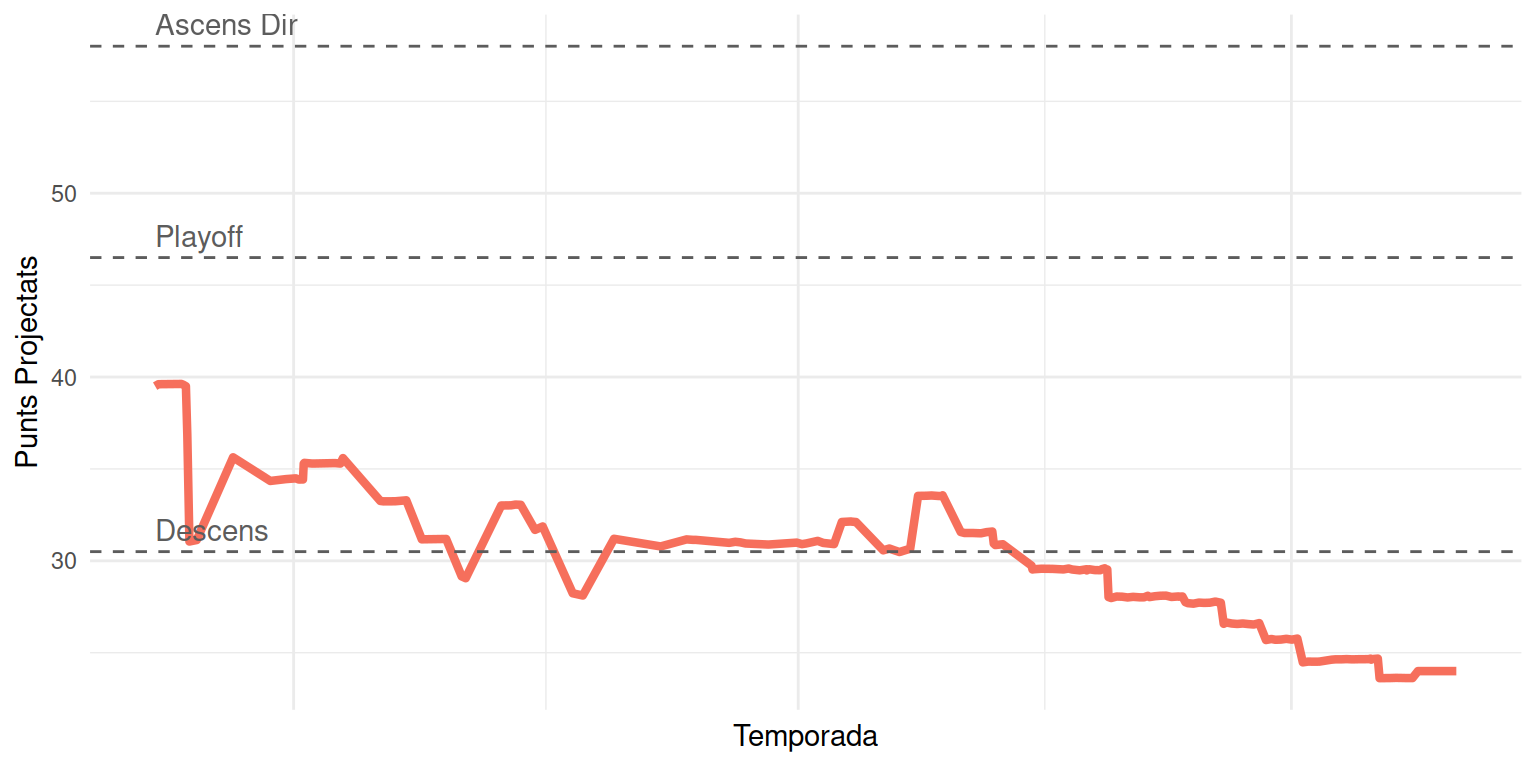 Ascens Dir
50
Playoff
Punts Projectats
40
Descens
30
Temporada